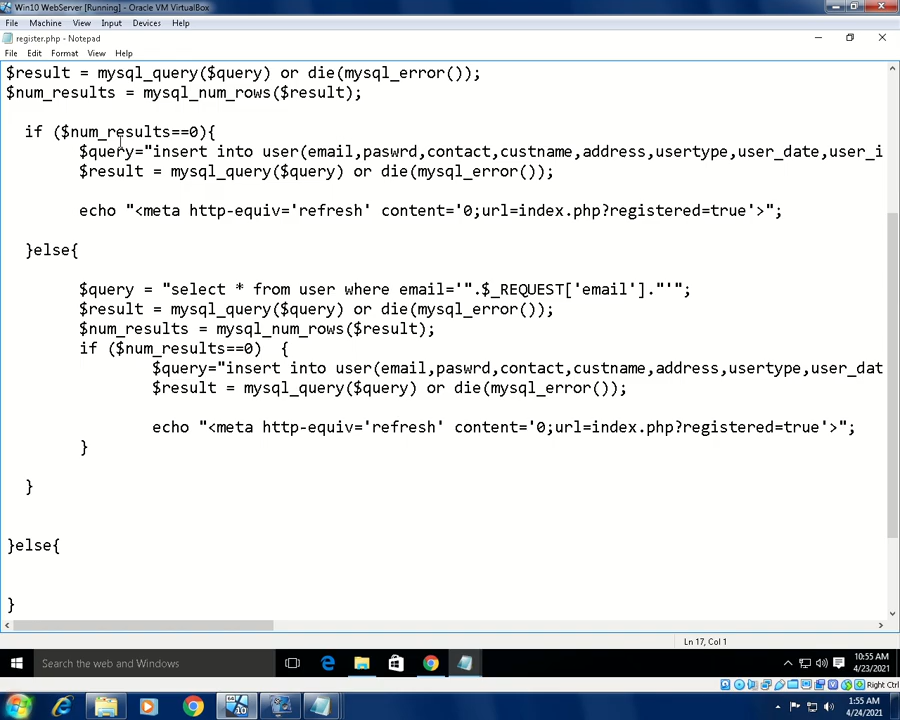 Win10 WebServer [Running] - Oracle VM VirtualBox
File Machine View Input Devices Help
register.php - Notepad
File Edit Format View Help
$result = mysql_query($query) or die(mysql_error());
$num_results = mysql_num_rows($result);
if ($num_results==0){
$query="insert into user(email,paswrd,contact,custname,address,usertype,user_date,user_i
$result = mysql_query($query) or die(mysql_error());
echo "<meta http-equiv='refresh' content='0;url=index.php?registered=true'>";
}else{
$query = "select * from user where email='".$_REQUEST['email']."'";
$result = mysql_query($query) or die(mysql_error());
$num_results = mysql_num_rows($result);
if ($num_results==0) {
$query="insert into user(email,paswrd,contact,custname,address,usertype,user_dat
$result = mysql_query($query) or die(mysql_error());
echo "<meta http-equiv='refresh' content='0;url=index.php?registered=true'>";
}
}
}else{
}
Ln 17, Col 1
Search the web and Windows
10:55 AM
4/23/2021
Right Ctrl
1:55 AM
4/24/2021